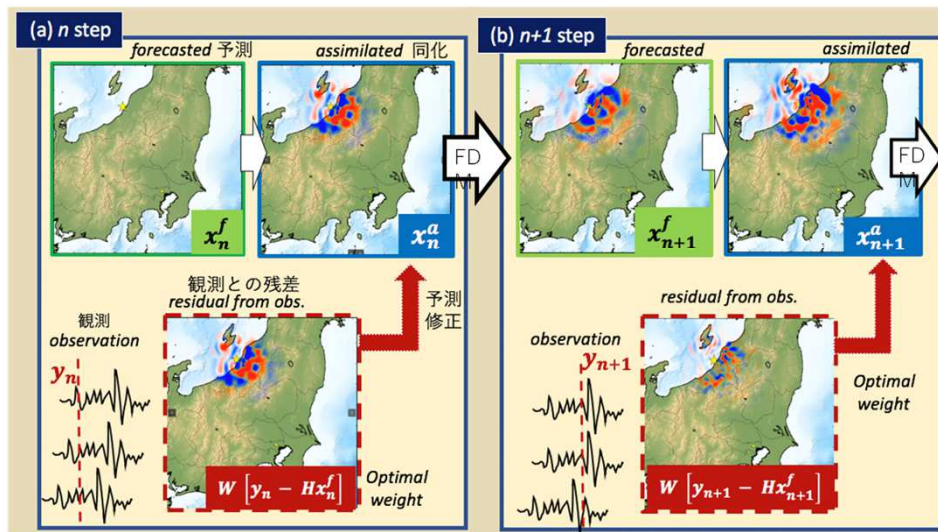 (a) n step
forecasted 予測
assimilated 同化
x_n^f
x_n^a
FD
M
観測との残差
residual from obs.
予測
修正
観測
observation
y_n
W [y_n − Hx_n^f]
Optimal
weight
(b) n+1 step
forecasted
assimilated
x_{n+1}^f
x_{n+1}^a
FD
M
residual from obs.
observation
y_{n+1}
Optimal
weight
W [y_{n+1} − Hx_{n+1}^f]